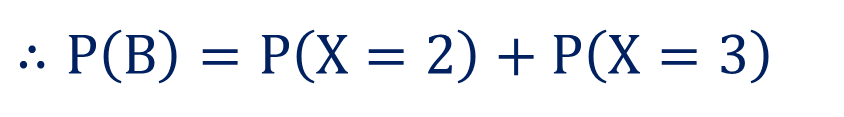 ∴ P(B) = P(X = 2) + P(X = 3)